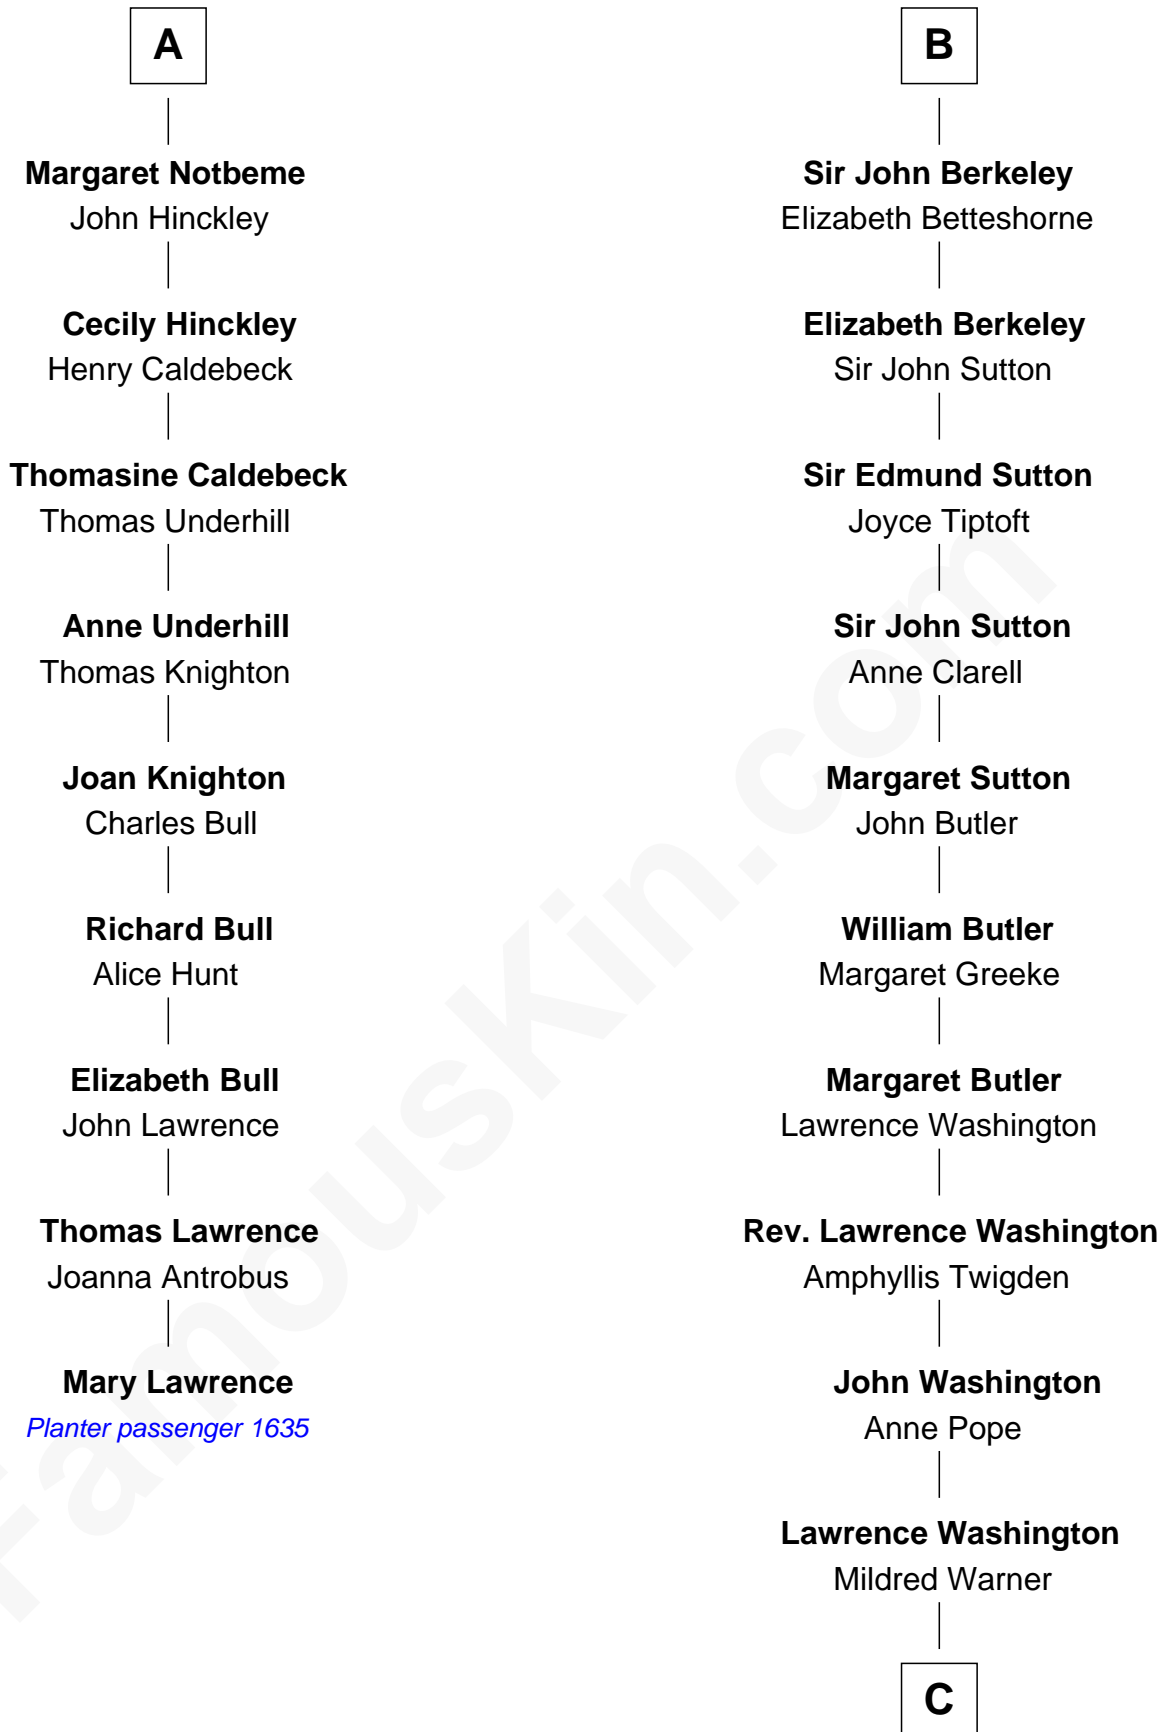 A
Margaret Notbeme
John Hinckley
Cecily Hinckley
Henry Caldebeck
Thomasine Caldebeck
Thomas Underhill
Anne Underhill
Thomas Knighton
Joan Knighton
Charles Bull
Richard Bull
Alice Hunt
Elizabeth Bull
John Lawrence
Thomas Lawrence
Joanna Antrobus
Mary Lawrence
Planter passenger 1635
B
Sir John Berkeley
Elizabeth Betteshorne
Elizabeth Berkeley
Sir John Sutton
Sir Edmund Sutton
Joyce Tiptoft
Sir John Sutton
Anne Clarell
Margaret Sutton
John Butler
William Butler
Margaret Greeke
Margaret Butler
Lawrence Washington
Rev. Lawrence Washington
Amphyllis Twigden
John Washington
Anne Pope
Lawrence Washington
Mildred Warner
C
FamousKin.com